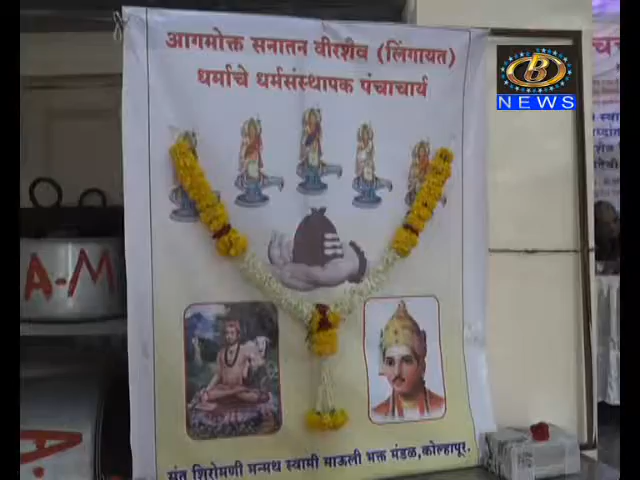 आगमोक्त सनातन वीरशैव (लिंगायत)
धर्माचे धर्मसंस्थापक पंचाचार्य
संत शिरोमणी मन्मथ स्वामी माऊली भक्त मंडळ,कोल्हापूर.
B
NEWS
A-M